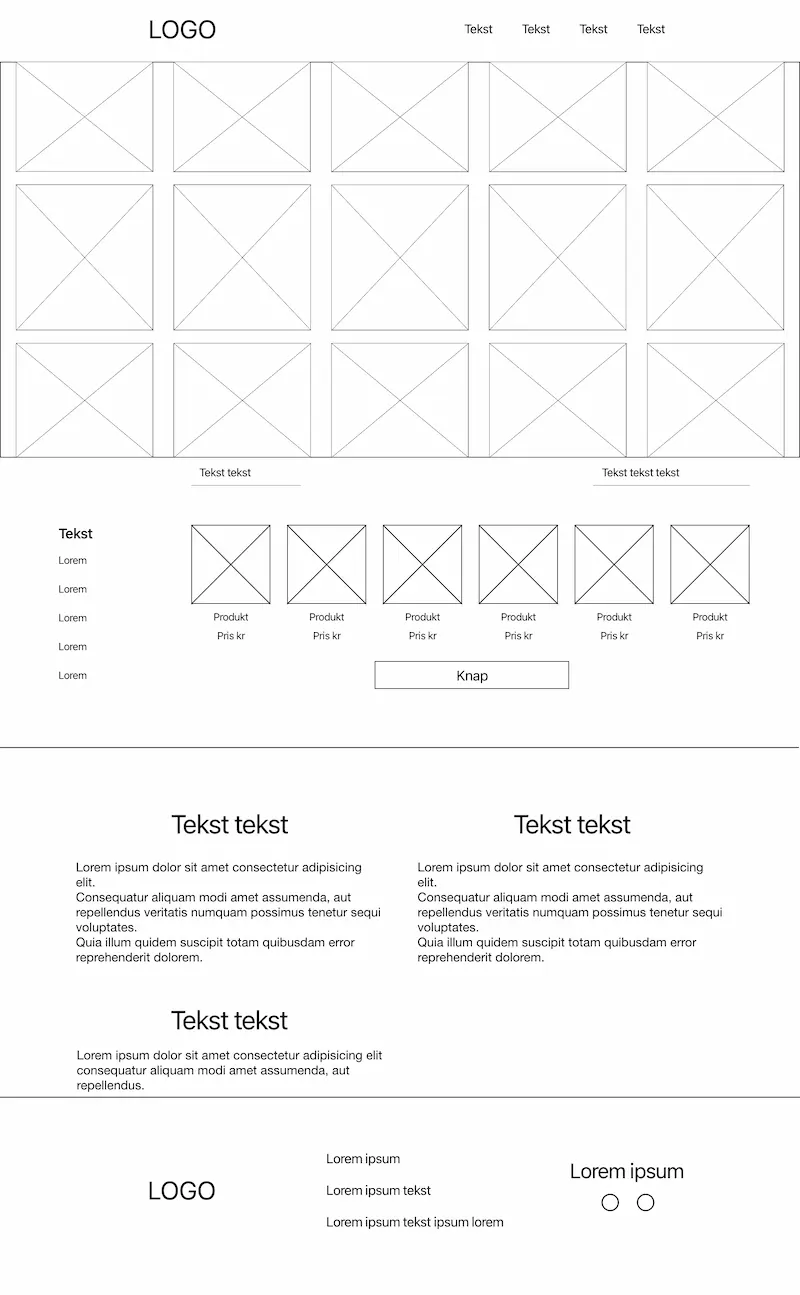 LOGO
Tekst
Tekst
Tekst
Tekst
Tekst tekst
Tekst tekst tekst
Tekst
Lorem
Lorem
Lorem
Lorem
Lorem
Produkt
Pris kr
Produkt
Pris kr
Produkt
Pris kr
Produkt
Pris kr
Produkt
Pris kr
Produkt
Pris kr
Knap
Tekst tekst
Lorem ipsum dolor sit amet consectetur adipisicing
elit.
Consequatur aliquam modi amet assumenda, aut
repellendus veritatis numquam possimus tenetur sequi
voluptates.
Quia illum quidem suscipit totam quibusdam error
reprehenderit dolorem.
Tekst tekst
Lorem ipsum dolor sit amet consectetur adipisicing
elit.
Consequatur aliquam modi amet assumenda, aut
repellendus veritatis numquam possimus tenetur sequi
voluptates.
Quia illum quidem suscipit totam quibusdam error
reprehenderit dolorem.
Tekst tekst
Lorem ipsum dolor sit amet consectetur adipisicing elit
consequatur aliquam modi amet assumenda, aut
repellendus.
LOGO
Lorem ipsum
Lorem ipsum tekst
Lorem ipsum tekst ipsum lorem
Lorem ipsum